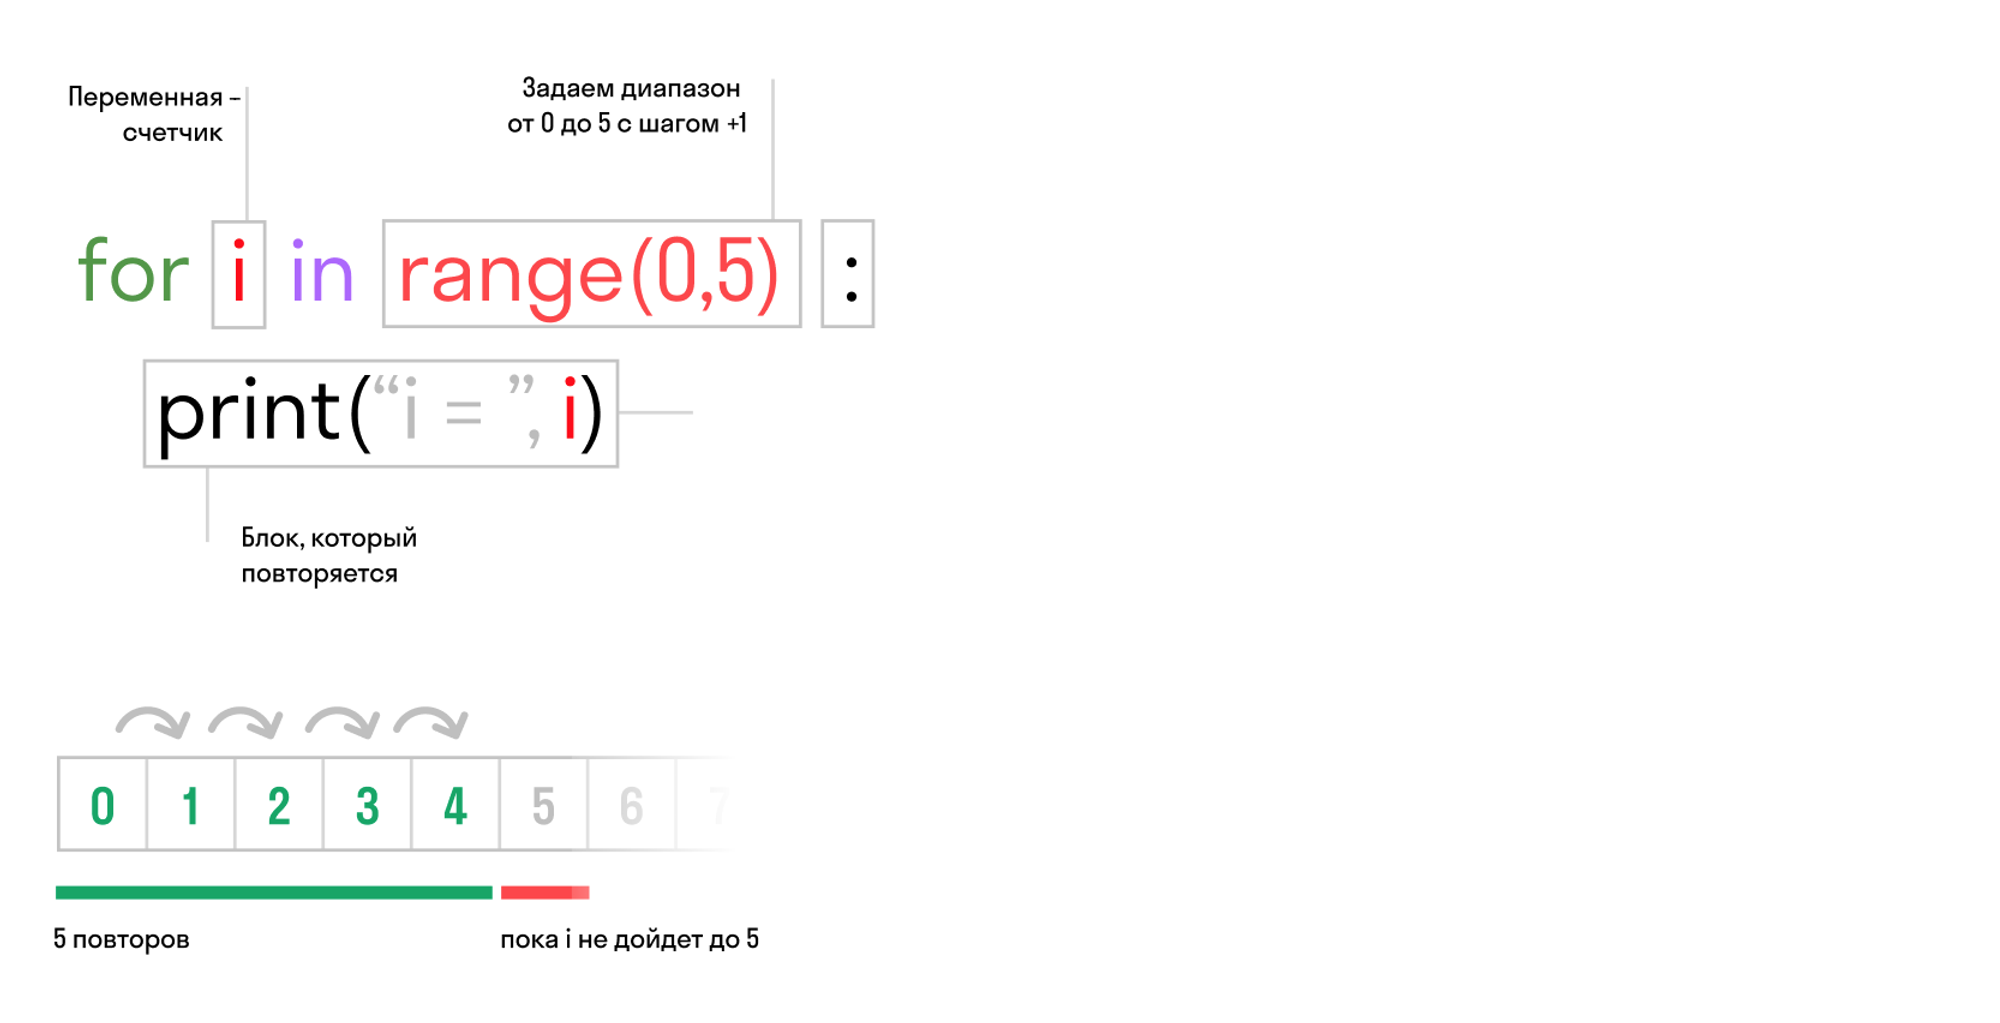 Переменная –
счетчик
Задаем диапазон
от 0 до 5 с шагом +1
for i in range(0,5) :
print(“i = ”, i)
Блок, который
повторяется
0 1 2 3 4 5 6 7
5 повторов
пока i не дойдет до 5